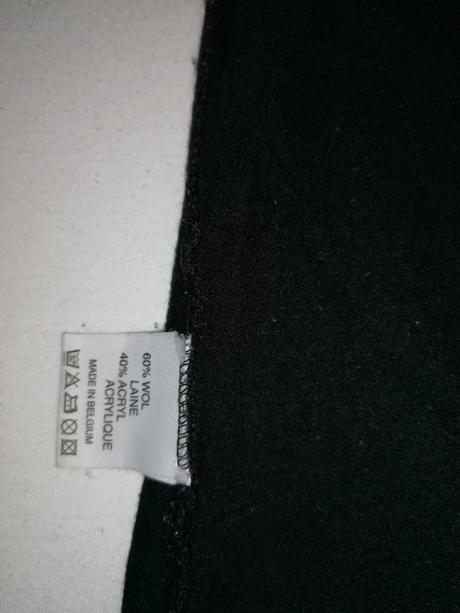 60% WOL
LAINE
40% ACRYL
ACRYLIQUE
MADE IN BELGIUM